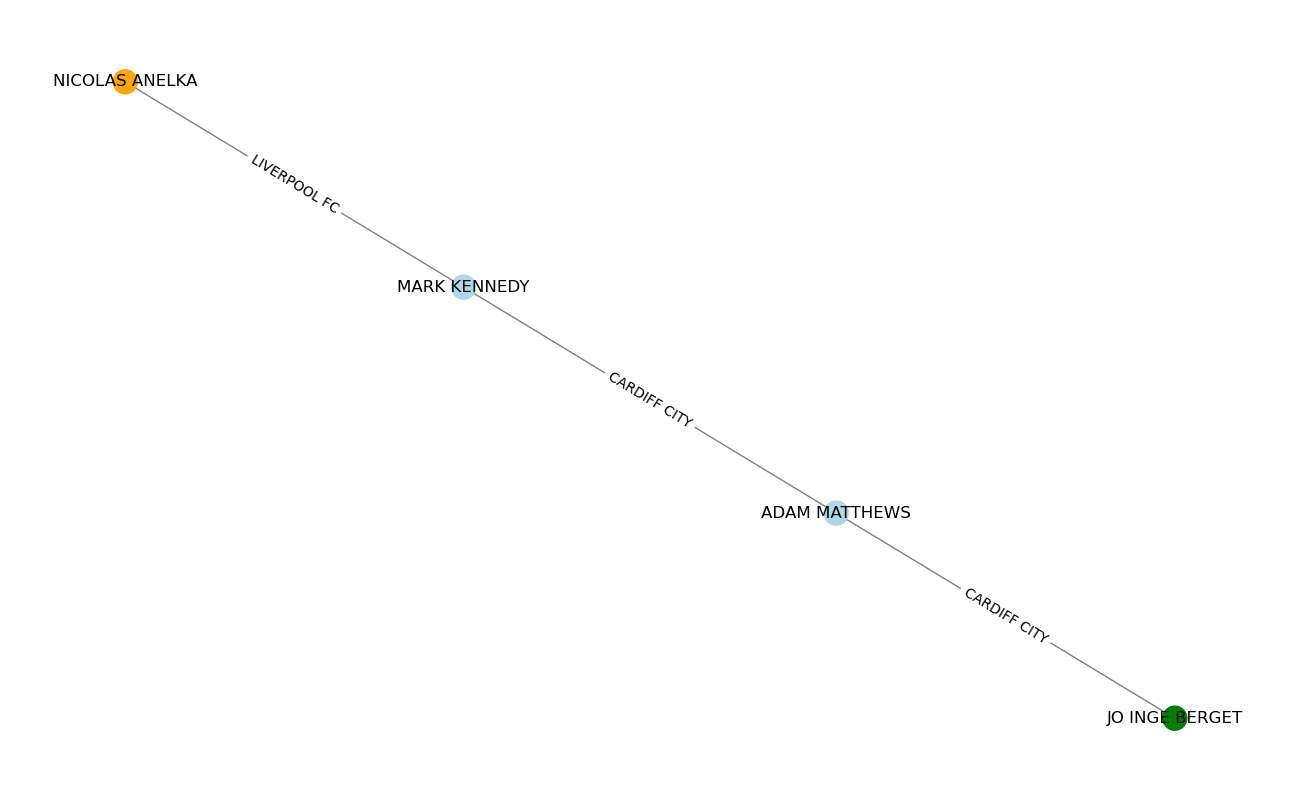 NICOLAS ANELKA
LIVERPOOL FC
MARK KENNEDY
CARDIFF CITY
ADAM MATTHEWS
CARDIFF CITY
JO INGE BERGET